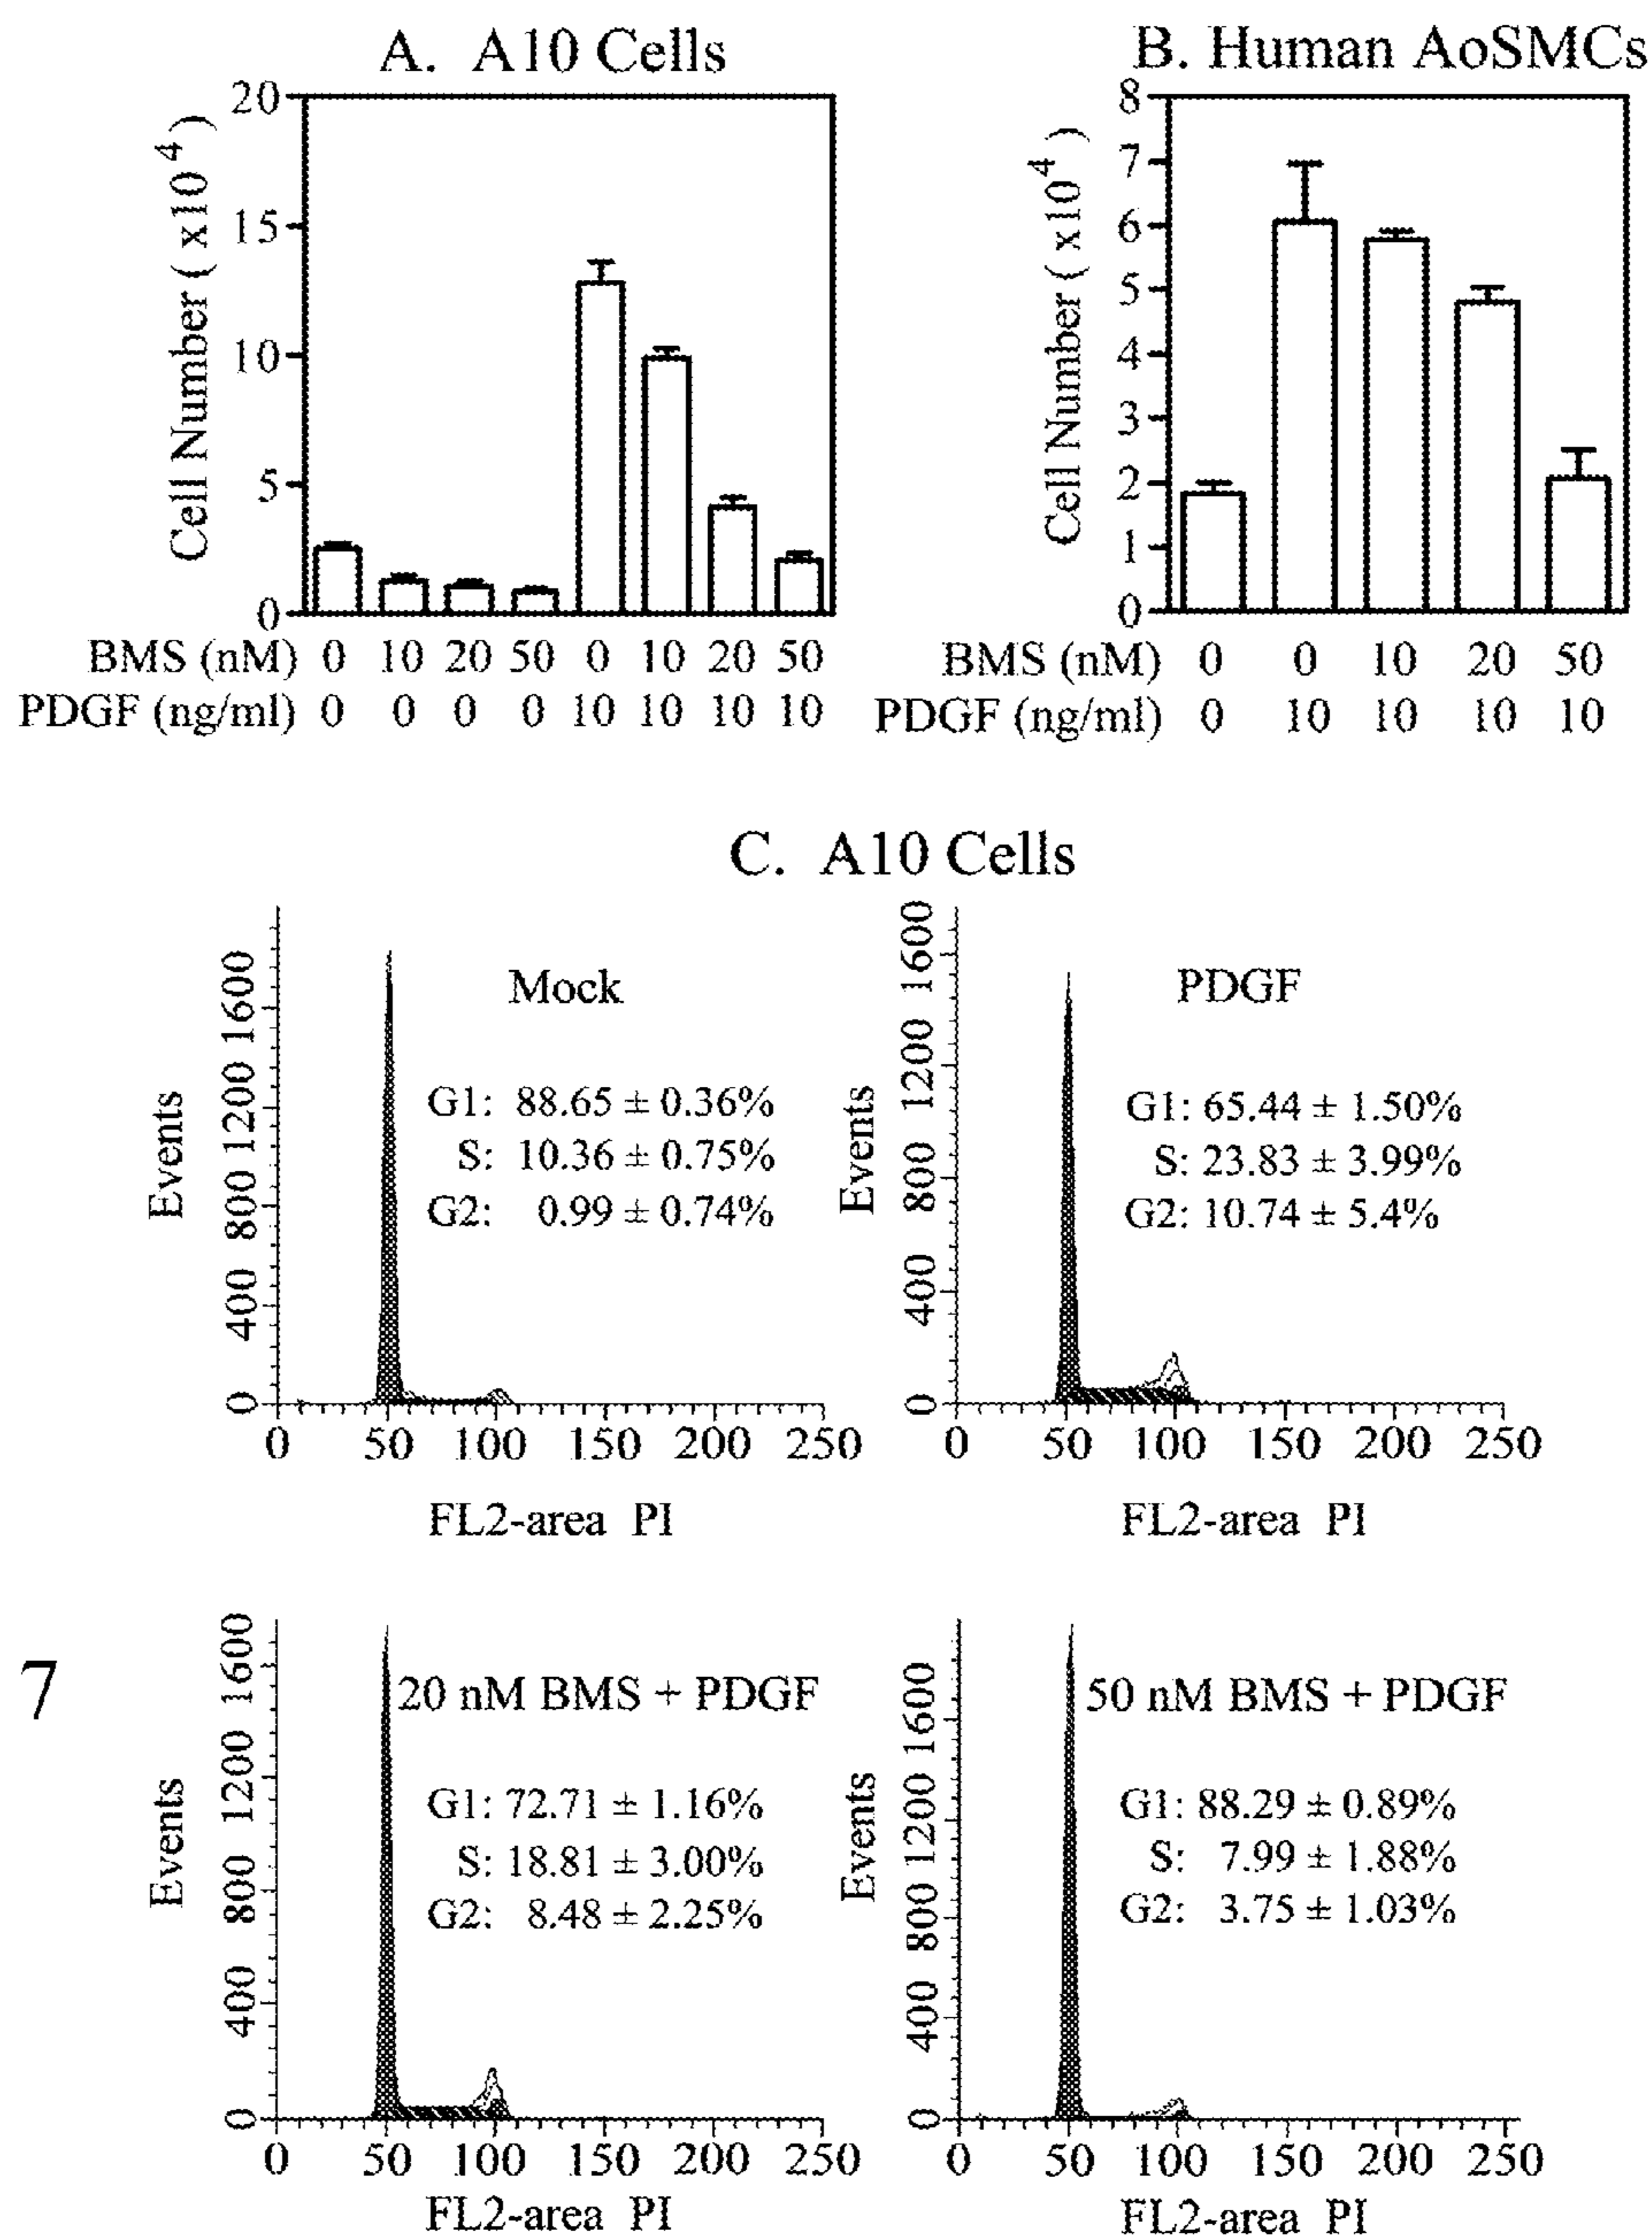 A. A10 Cells
Cell Number ( x10^4 )
20
15
10
5
0
BMS (nM) 0 10 20 50 0 10 20 50
PDGF (ng/ml) 0 0 0 0 10 10 10 10
B. Human AoSMCs
Cell Number ( x10^4 )
8
7
6
5
4
3
2
1
0
BMS (nM) 0 0 10 20 50
PDGF (ng/ml) 0 10 10 10 10
C. A10 Cells
Events
0 400 800 1200 1600
Mock
G1: 88.65 ± 0.36%
S: 10.36 ± 0.75%
G2: 0.99 ± 0.74%
0 50 100 150 200 250
FL2-area PI
Events
0 400 800 1200 1600
PDGF
G1: 65.44 ± 1.50%
S: 23.83 ± 3.99%
G2: 10.74 ± 5.4%
0 50 100 150 200 250
FL2-area PI
7
Events
0 400 800 1200 1600
20 nM BMS + PDGF
G1: 72.71 ± 1.16%
S: 18.81 ± 3.00%
G2: 8.48 ± 2.25%
0 50 100 150 200 250
FL2-area PI
Events
0 400 800 1200 1600
50 nM BMS + PDGF
G1: 88.29 ± 0.89%
S: 7.99 ± 1.88%
G2: 3.75 ± 1.03%
0 50 100 150 200 250
FL2-area PI